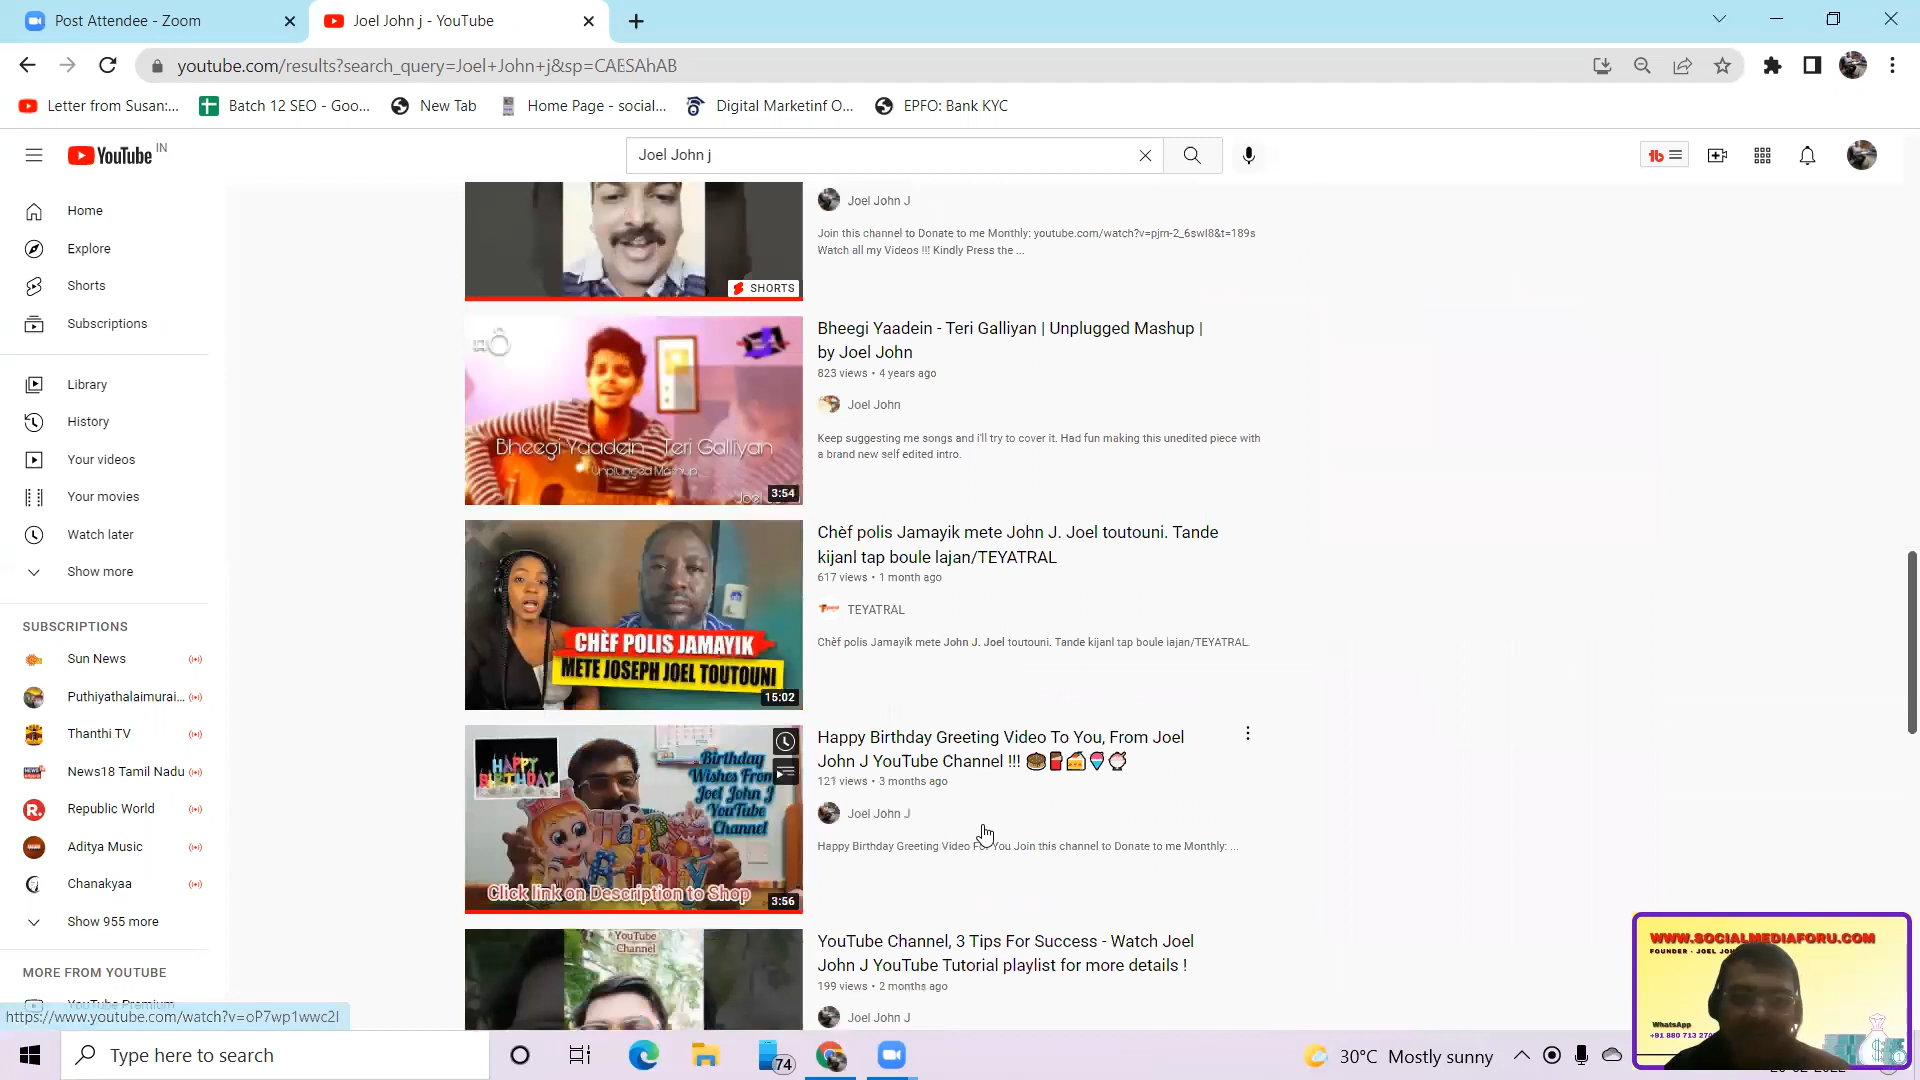 Post Attendee - Zoom
Joel John j - YouTube
youtube.com/results?search_query=Joel+John+j&sp=CAESAhAB
Letter from Susan:...
Batch 12 SEO - Goo...
New Tab
Home Page - social...
Digital Marketinf O...
EPFO: Bank KYC
YouTube IN
Joel John j
Home
Explore
Shorts
Subscriptions
Library
History
Your videos
Your movies
Watch later
Show more
SUBSCRIPTIONS
Sun News
Puthiyathalaimurai...
Thanthi TV
News18 Tamil Nadu
Republic World
Aditya Music
Chanakyaa
Show 955 more
MORE FROM YOUTUBE
YouTube Premium
https://www.youtube.com/watch?v=oP7wp1wwc2I
SHORTS
Joel John J
Join this channel to Donate to me Monthly: youtube.com/watch?v=pjm-2_6swI8&t=189s
Watch all my Videos !!! Kindly Press the ...
Bheegi Yaadein - Teri Galliyan
Unplugged Mashup
3:54
Bheegi Yaadein - Teri Galliyan | Unplugged Mashup |
by Joel John
823 views • 4 years ago
Joel John
Keep suggesting me songs and i'll try to cover it. Had fun making this unedited piece with
a brand new self edited intro.
CHÈF POLIS JAMAYIK
METE JOSEPH JOEL TOUTOUNI
15:02
Chèf polis Jamayik mete John J. Joel toutouni. Tande
kijanl tap boule lajan/TEYATRAL
617 views • 1 month ago
TEYATRAL
Chèf polis Jamayik mete John J. Joel toutouni. Tande kijanl tap boule lajan/TEYATRAL.
HAPPY BIRTHDAY
Birthday
Wishes From
Joel John J
YouTube
Channel
Click link on Description to Shop
3:56
Happy Birthday Greeting Video To You, From Joel
John J YouTube Channel !!!
121 views • 3 months ago
Joel John J
Happy Birthday Greeting Video For You Join this channel to Donate to me Monthly: ...
YouTube
Channel
YouTube Channel, 3 Tips For Success - Watch Joel
John J YouTube Tutorial playlist for more details !
199 views • 2 months ago
Joel John J
WWW.SOCIALMEDIAFORU.COM
WhatsApp
Type here to search
74
30°C Mostly sunny